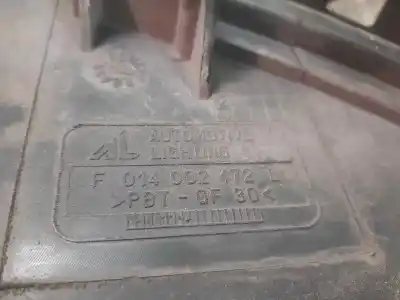 AL AUTOMOTIVE
LIGHTING
F 014 002 172 L
>PBT - GF 30<